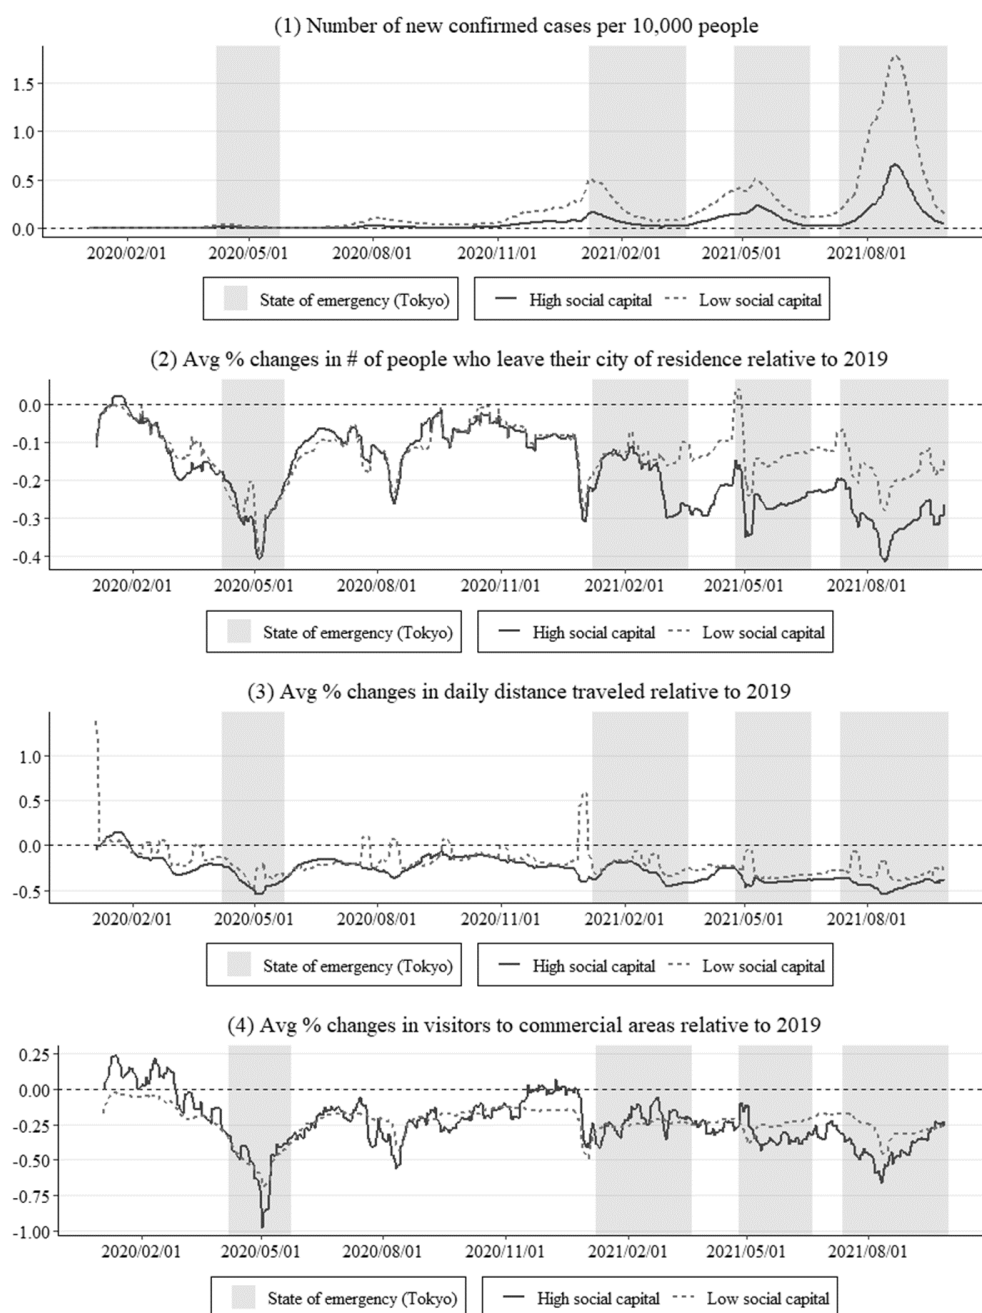 (1) Number of new confirmed cases per 10,000 people
1.5
1.0
0.5
0.0
2020/02/01 2020/05/01 2020/08/01 2020/11/01 2021/02/01 2021/05/01 2021/08/01
State of emergency (Tokyo) High social capital Low social capital
(2) Avg % changes in # of people who leave their city of residence relative to 2019
0.0
-0.1
-0.2
-0.3
-0.4
2020/02/01 2020/05/01 2020/08/01 2020/11/01 2021/02/01 2021/05/01 2021/08/01
State of emergency (Tokyo) High social capital Low social capital
(3) Avg % changes in daily distance traveled relative to 2019
1.0
0.5
0.0
-0.5
2020/02/01 2020/05/01 2020/08/01 2020/11/01 2021/02/01 2021/05/01 2021/08/01
State of emergency (Tokyo) High social capital Low social capital
(4) Avg % changes in visitors to commercial areas relative to 2019
0.25
0.00
-0.25
-0.50
-0.75
-1.00
2020/02/01 2020/05/01 2020/08/01 2020/11/01 2021/02/01 2021/05/01 2021/08/01
State of emergency (Tokyo) High social capital Low social capital